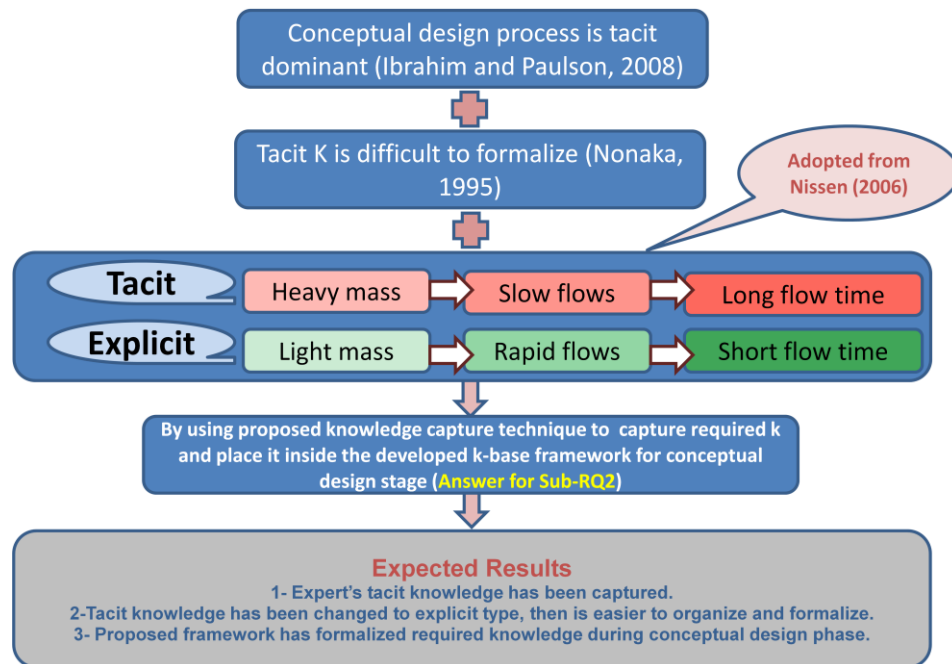 Conceptual design process is tacit
dominant (Ibrahim and Paulson, 2008)
Tacit K is difficult to formalize (Nonaka,
1995)
Adopted from
Nissen (2006)
Tacit
Heavy mass
Slow flows
Long flow time
Explicit
Light mass
Rapid flows
Short flow time
By using proposed knowledge capture technique to capture required k
and place it inside the developed k-base framework for conceptual
design stage (Answer for Sub-RQ2)
Expected Results
1- Expert's tacit knowledge has been captured.
2-Tacit knowledge has been changed to explicit type, then is easier to organize and formalize.
3- Proposed framework has formalized required knowledge during conceptual design phase.